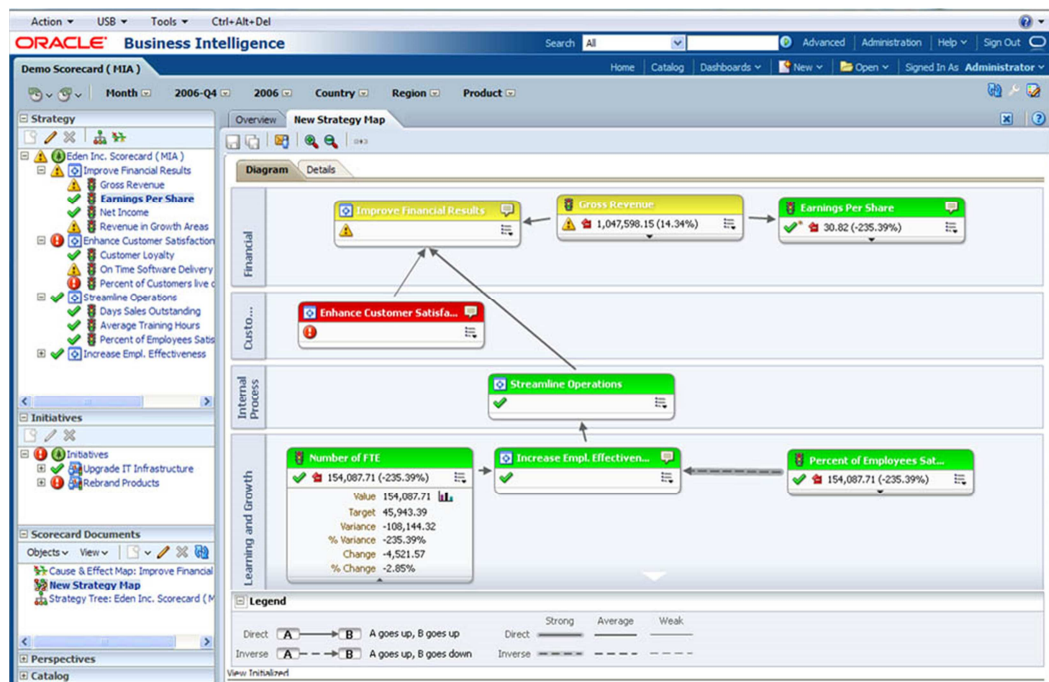 Action USB Tools Ctrl+Alt+Del
ORACLE Business Intelligence
Search All Advanced Administration Help Sign Out
Demo Scorecard ( MIA )
Home Catalog Dashboards New Open Signed In As Administrator
Month 2006-Q4 2006 Country Region Product
Strategy
Eden Inc. Scorecard ( MIA )
Improve Financial Results
Gross Revenue
Earnings Per Share
Net Income
Revenue in Growth Areas
Enhance Customer Satisfaction
Customer Loyalty
On Time Software Delivery
Percent of Customers live
Streamline Operations
Days Sales Outstanding
Average Training Hours
Percent of Employees Satis
Increase Empl. Effectiveness
Initiatives
Initiatives
Upgrade IT Infrastructure
Rebrand Products
Scorecard Documents
Objects View
Cause & Effect Map: Improve Financial
New Strategy Map
Strategy Tree: Eden Inc. Scorecard ( M
Perspectives
Catalog
Overview New Strategy Map
Diagram Details
Financial
Improve Financial Results
Gross Revenue
1,047,598.15 (14.34%)
Earnings Per Share
30.82 (-235.39%)
Custo...
Enhance Customer Satisfa...
Internal
Process
Streamline Operations
Learning and Growth
Number of FTE
154,087.71 (-235.39%)
Value 154,087.71
Target 45,943.39
Variance -108,144.32
% Variance -235.39%
Change -4,521.57
% Change -2.85%
Increase Empl. Effectiven...
Percent of Employees Sat...
154,087.71 (-235.39%)
Legend
Strong Average Weak
Direct A B A goes up, B goes up Direct
Inverse A B A goes up, B goes down Inverse
View Initialized